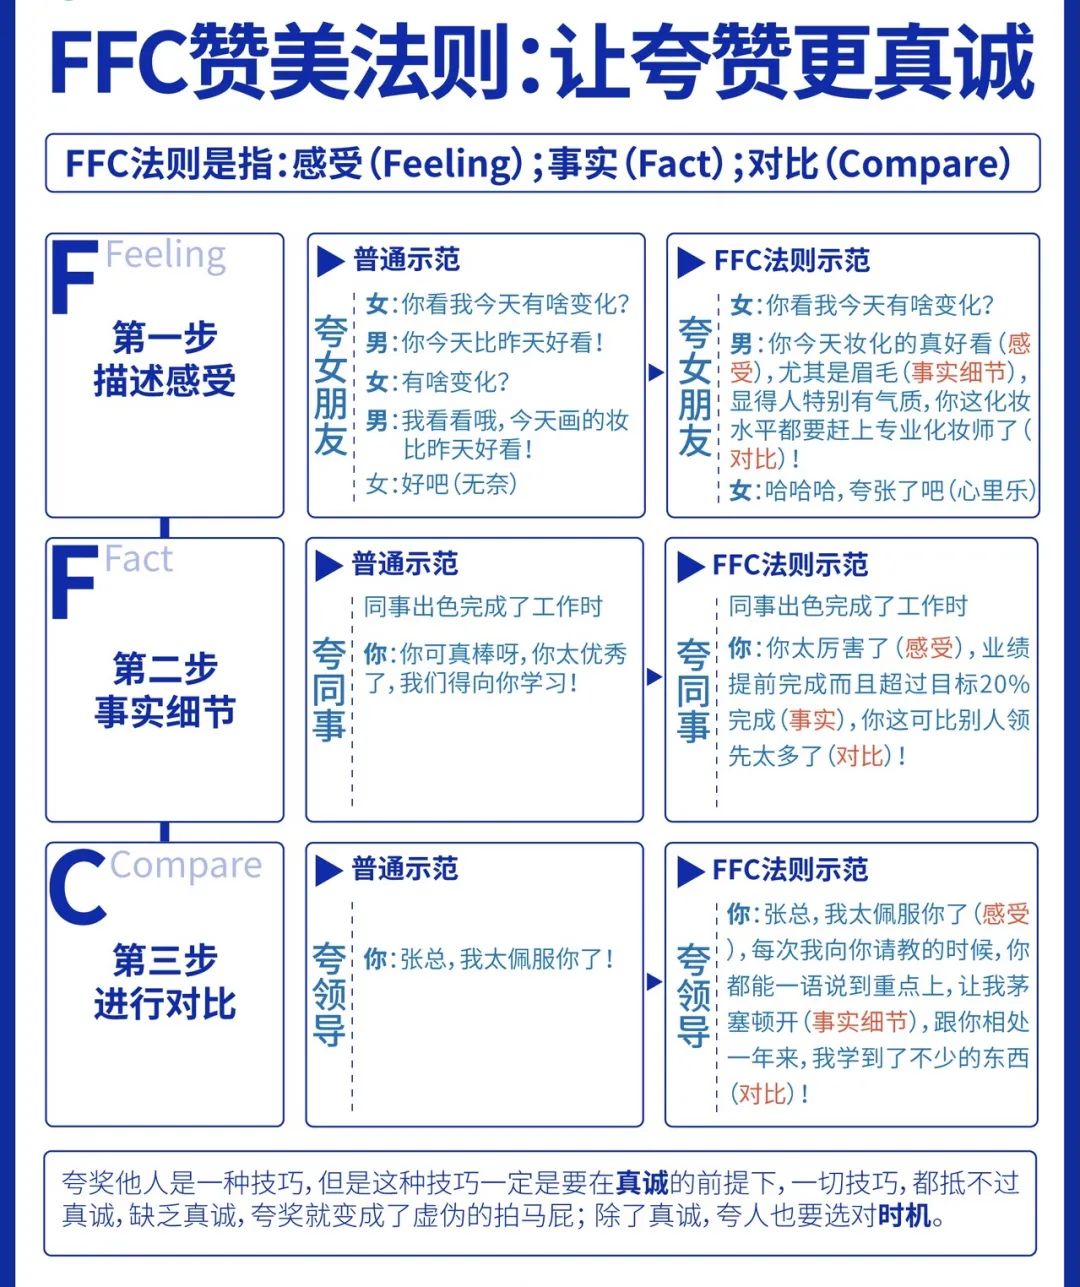 FFC赞美法则：让夸赞更真诚
FFC法则是指：感受（Feeling）；事实（Fact）；对比（Compare）
F Feeling
第一步
描述感受
普通示范
夸女朋友
女：你看我今天有啥变化？
男：你今天比昨天好看！
女：有啥变化？
男：我看看哦，今天画的妆
比昨天好看！
女：好吧（无奈）
FFC法则示范
夸女朋友
女：你看我今天有啥变化？
男：你今天妆化的真好看（感
受），尤其是眉毛（事实细节），
显得人特别有气质，你这化妆
水平都要赶上专业化妆师了（
对比）！
女：哈哈哈，夸张了吧（心里乐）
F Fact
第二步
事实细节
普通示范
夸同事
同事出色完成了工作时
你：你可真棒呀，你太优秀
了，我们得向你学习！
FFC法则示范
夸同事
同事出色完成了工作时
你：你太厉害了（感受），业绩
提前完成而且超过目标20%
完成（事实），你这可比别人领
先太多了（对比）！
C Compare
第三步
进行对比
普通示范
夸领导
你：张总，我太佩服你了！
FFC法则示范
夸领导
你：张总，我太佩服你了（感受
），每次我向你请教的时候，你
都能一语说到重点上，让我茅
塞顿开（事实细节），跟你相处
一年来，我学到了不少的东西
（对比）！
夸奖他人是一种技巧，但是这种技巧一定是要在真诚的前提下，一切技巧，都抵不过
真诚，缺乏真诚，夸奖就变成了虚伪的拍马屁；除了真诚，夸人也要选对时机。